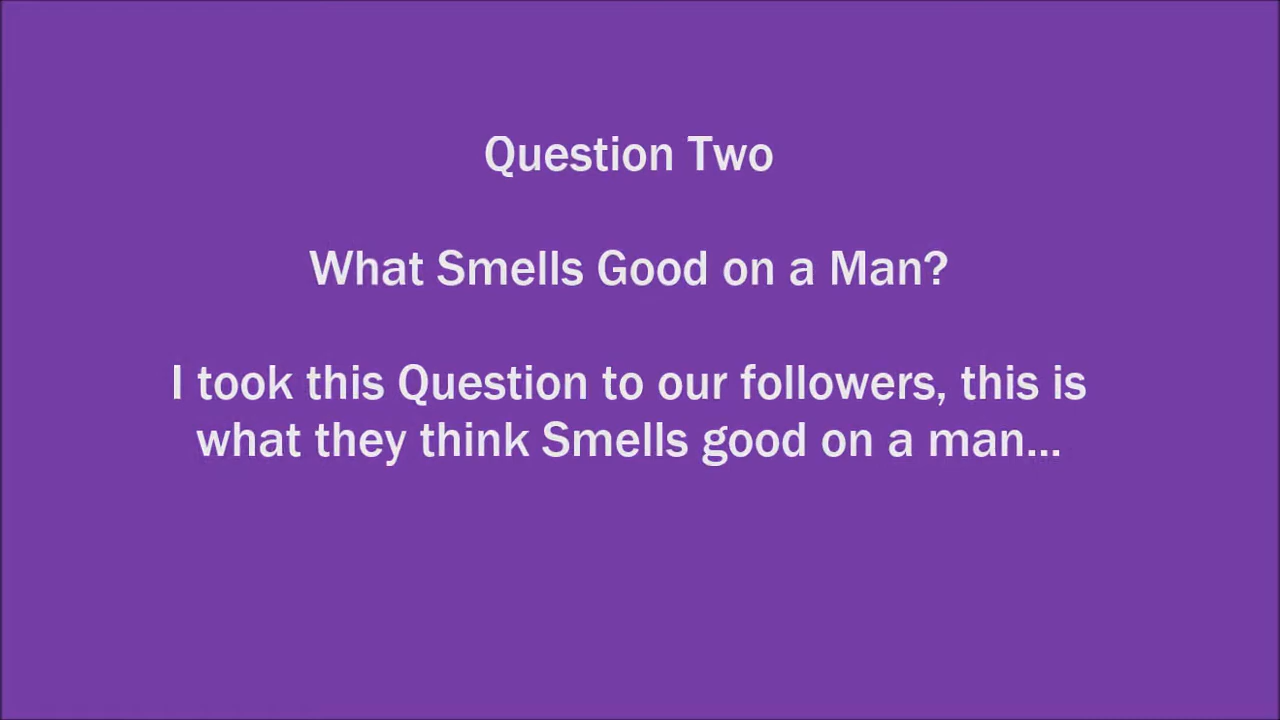 Question Two
What Smells Good on a Man?
I took this Question to our followers, this is
what they think Smells good on a man...